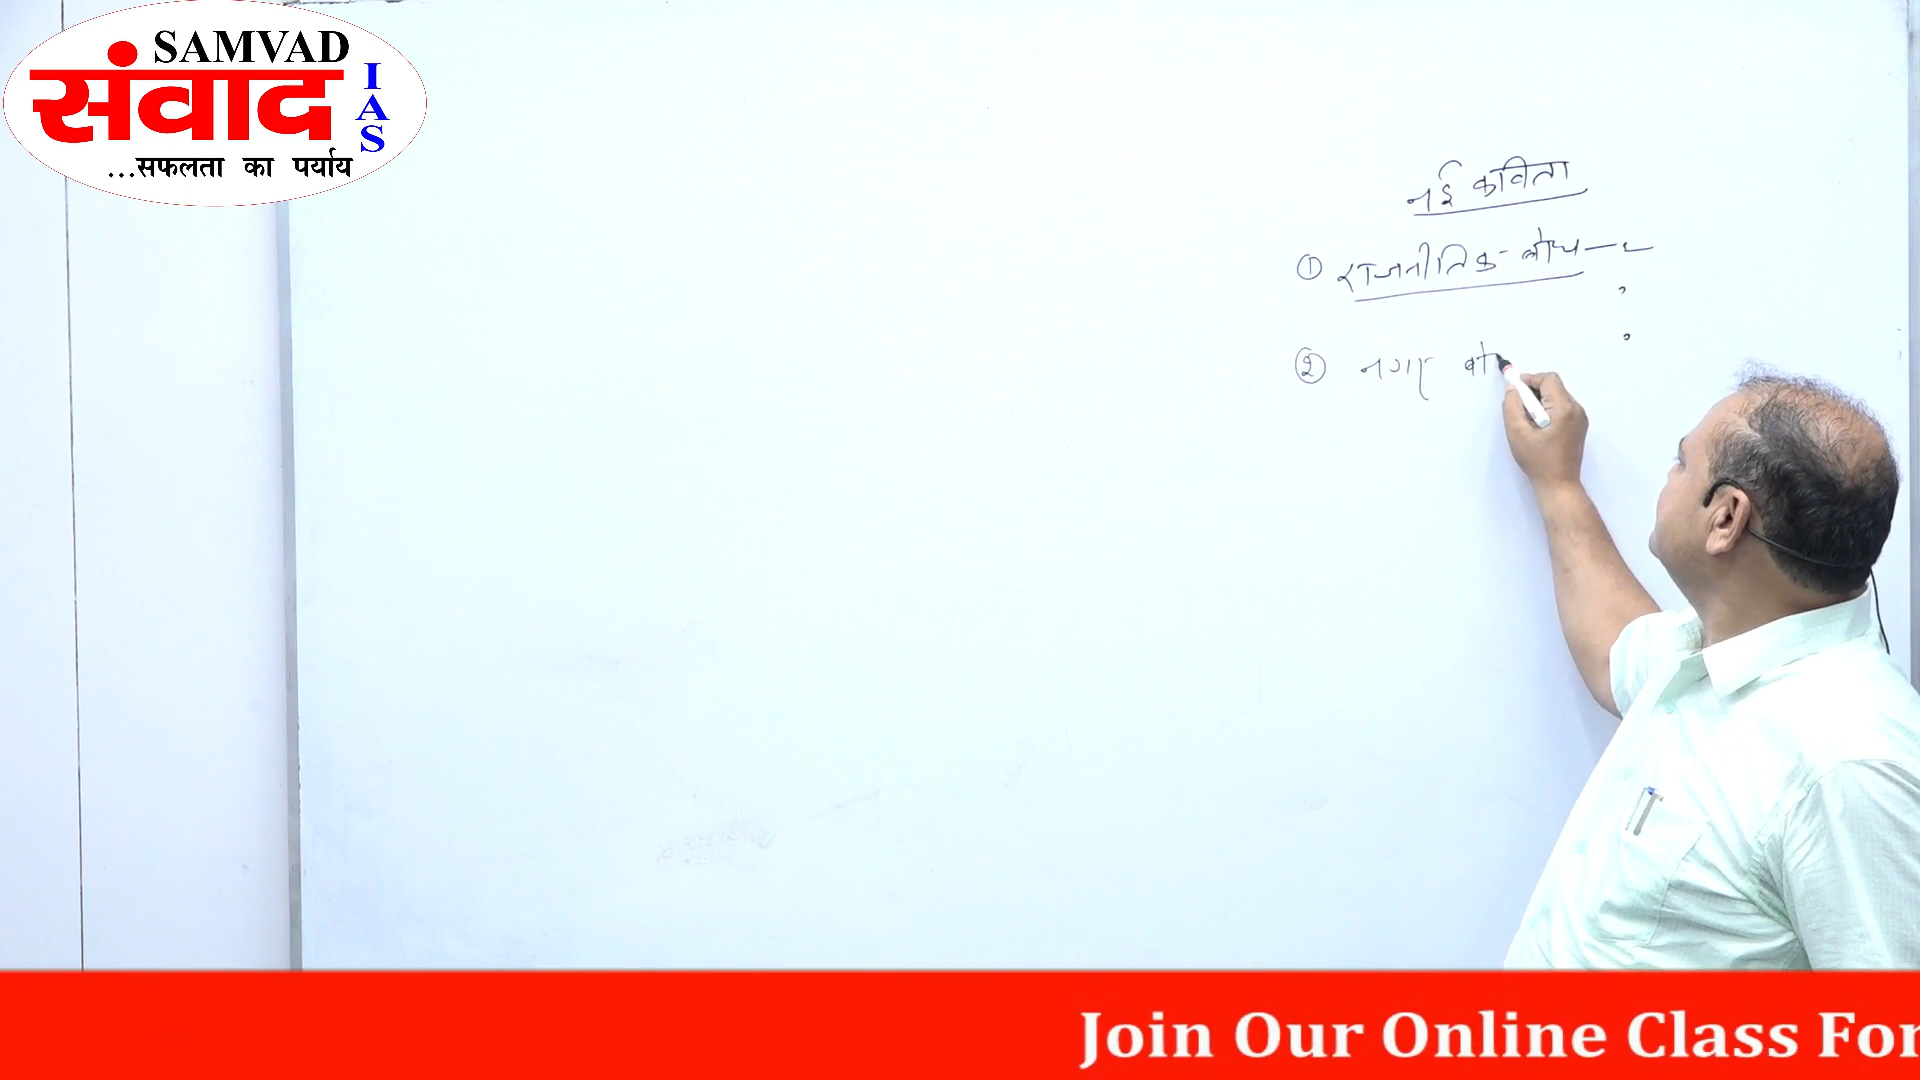 SAMVAD
संवाद
IAS
...सफलता का पर्याय
नई कविता
① राजनीतिक-बोध —
② नगर बो
Join Our Online Class For